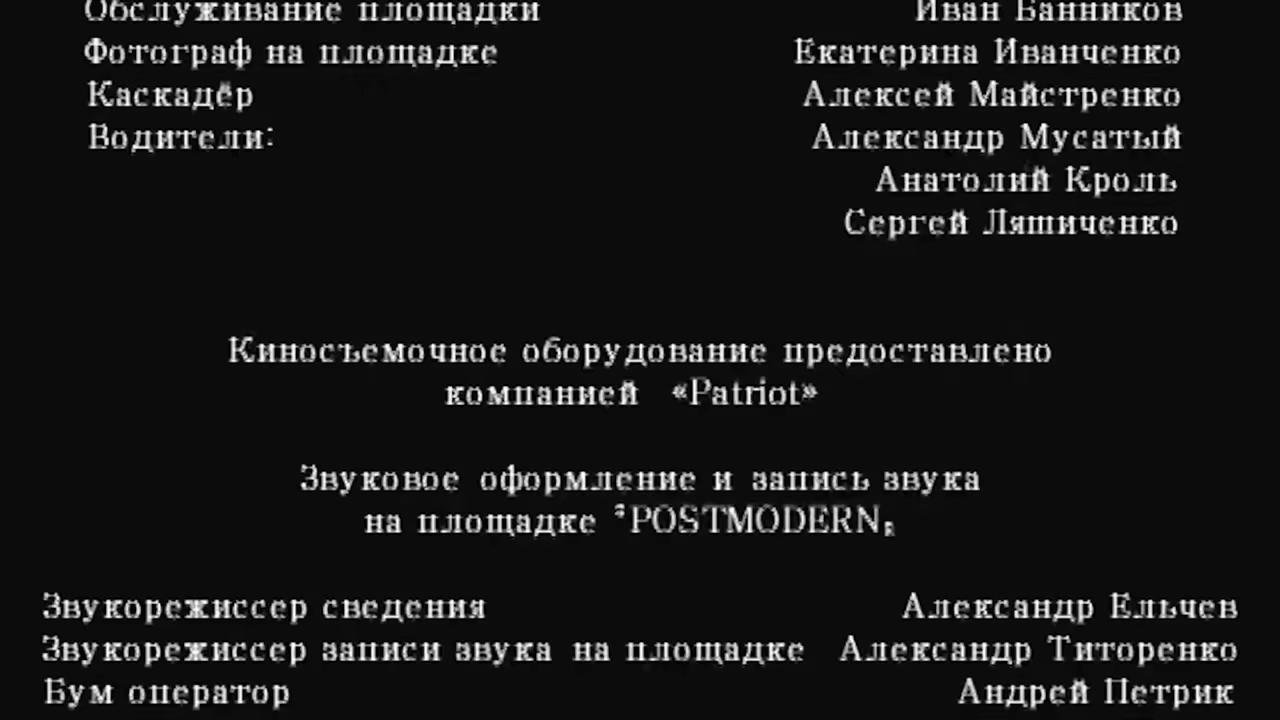 Обслуживание площадки Иван Банников
Фотограф на площадке Екатерина Иванченко
Каскадёр Алексей Майстренко
Водители: Александр Мусатый
Анатолий Кроль
Сергей Ляшиченко
Киносъемочное оборудование предоставлено
компанией «Patriot»
Звуковое оформление и запись звука
на площадке "POSTMODERN„
Звукорежиссер сведения Александр Ельчев
Звукорежиссер записи звука на площадке Александр Титоренко
Бум оператор Андрей Петрик